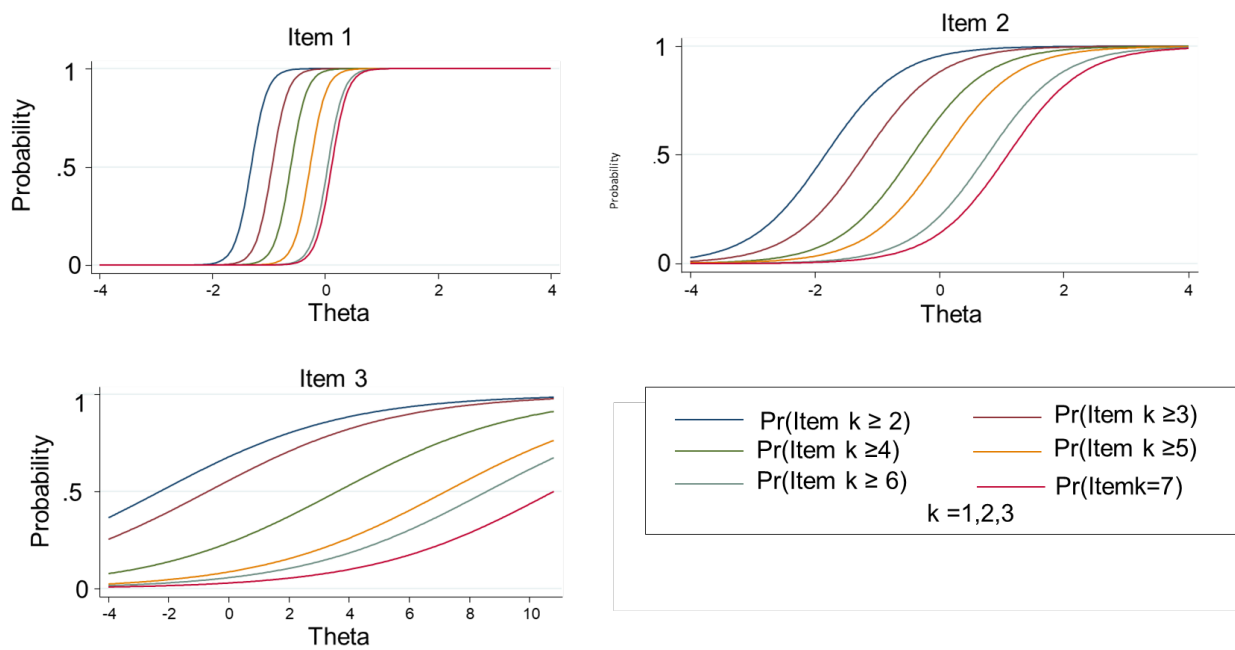 Item 1
Probability
1
.5
0
-4 -2 0 2 4
Theta
Item 2
Probability
1
.5
0
-4 -2 0 2 4
Theta
Item 3
Probability
1
.5
0
-4 -2 0 2 4 6 8 10
Theta
Pr(Item k ≥ 2) Pr(Item k ≥3)
Pr(Item k ≥4) Pr(Item k ≥5)
Pr(Item k ≥ 6) Pr(Itemk=7)
k =1,2,3